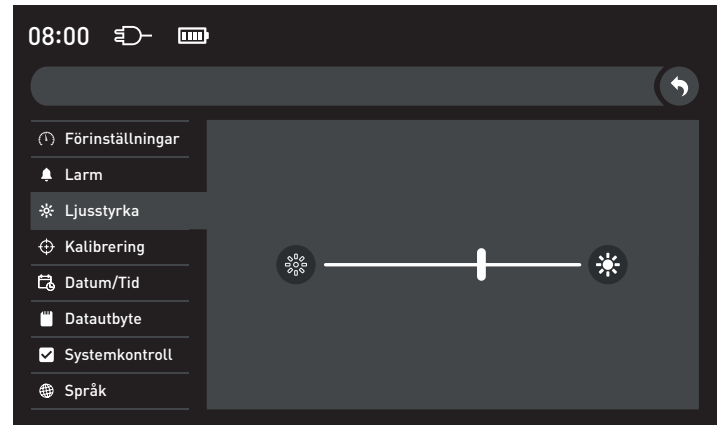 08:00
Förinställningar
Larm
Ljusstyrka
Kalibrering
Datum/Tid
Datautbyte
Systemkontroll
Språk